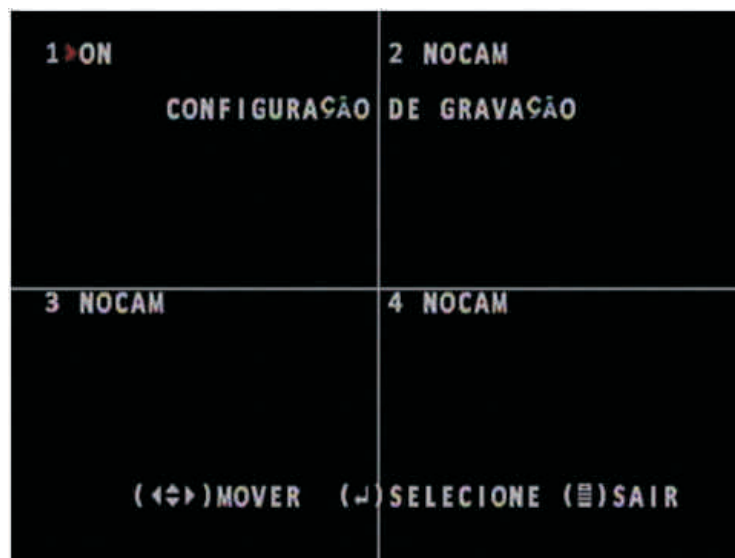 1 ON 2 NOCAM
CONFIGURAÇÃO DE GRAVAÇÃO
3 NOCAM 4 NOCAM
(◀♦▶)MOVER (↵)SELECIONE (≣)SAIR